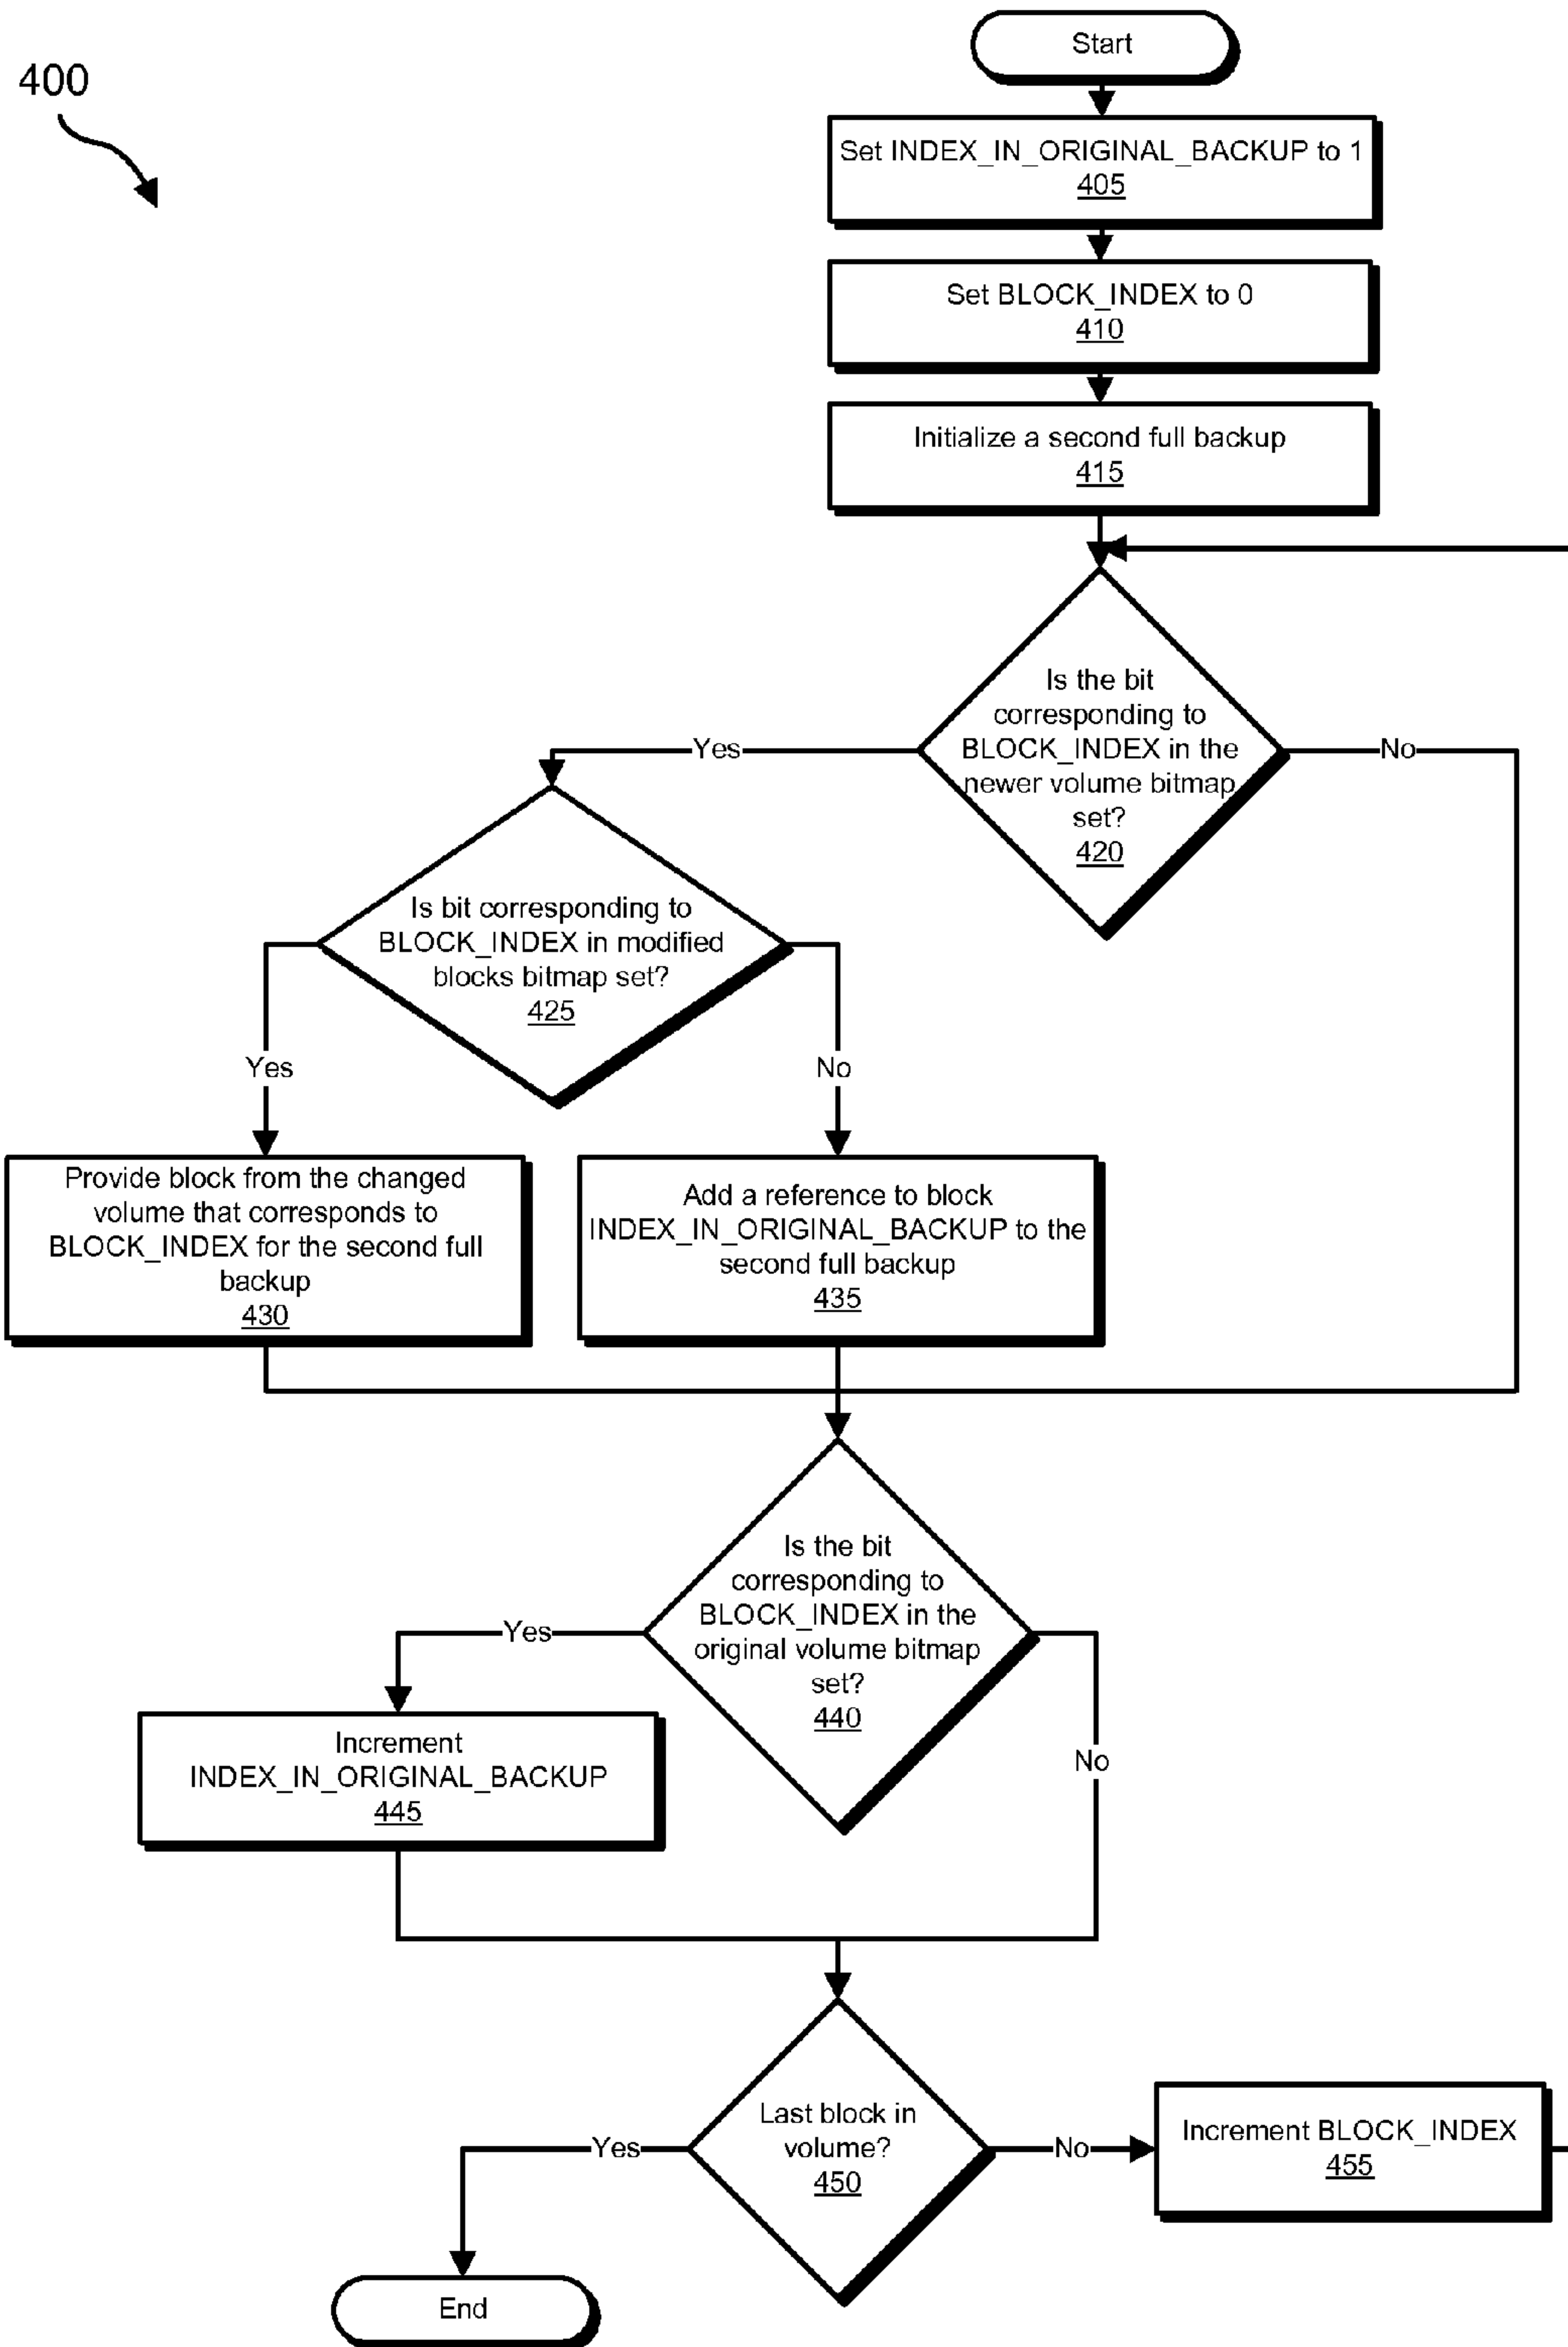 400
Start
Set INDEX_IN_ORIGINAL_BACKUP to 1
405
Set BLOCK_INDEX to 0
410
Initialize a second full backup
415
Is the bit
corresponding to
BLOCK_INDEX in the
newer volume bitmap
set?
420
Yes
No
Is bit corresponding to
BLOCK_INDEX in modified
blocks bitmap set?
425
Yes
No
Provide block from the changed
volume that corresponds to
BLOCK_INDEX for the second full
backup
430
Add a reference to block
INDEX_IN_ORIGINAL_BACKUP to the
second full backup
435
Is the bit
corresponding to
BLOCK_INDEX in the
original volume bitmap
set?
440
Yes
No
Increment
INDEX_IN_ORIGINAL_BACKUP
445
Last block in
volume?
450
Yes
No
Increment BLOCK_INDEX
455
End